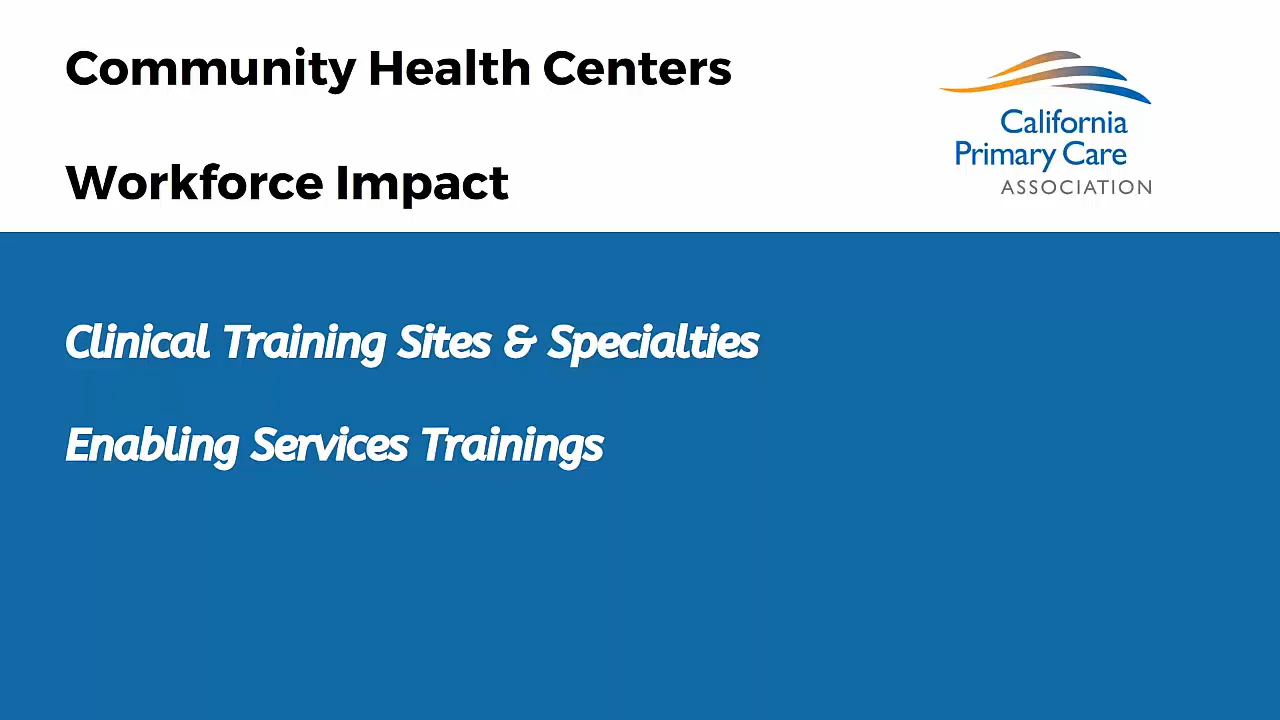 Community Health Centers
Workforce Impact
California
Primary Care
ASSOCIATION
Clinical Training Sites & Specialties
Enabling Services Trainings